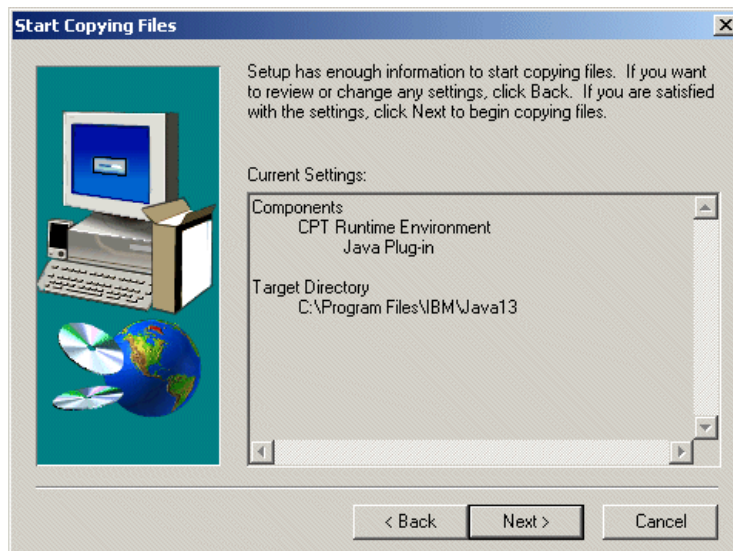 Start Copying Files
Setup has enough information to start copying files. If you want
to review or change any settings, click Back. If you are satisfied
with the settings, click Next to begin copying files.
Current Settings:
Components
CPT Runtime Environment
Java Plug-in
Target Directory
C:\Program Files\IBM\Java13
< Back
Next >
Cancel